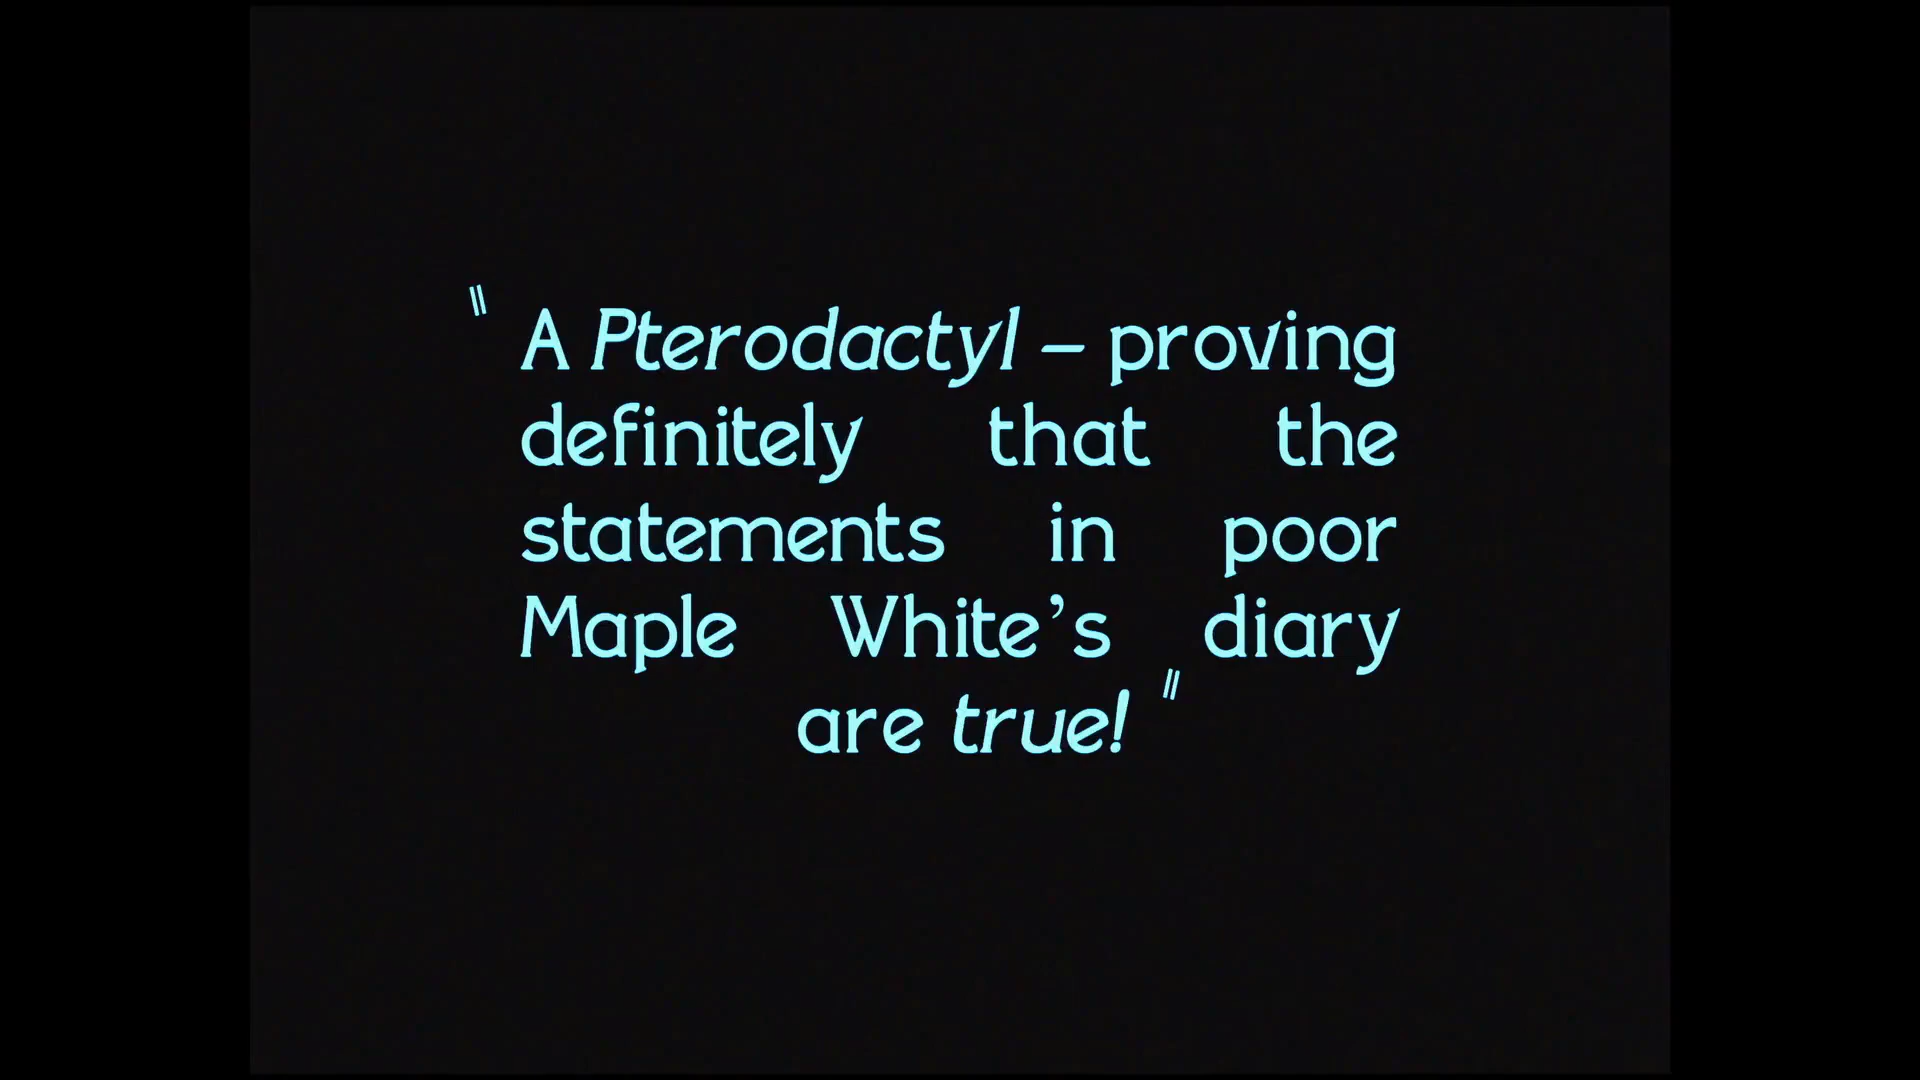 "A Pterodactyl – proving
definitely that the
statements in poor
Maple White’s diary
are true!"